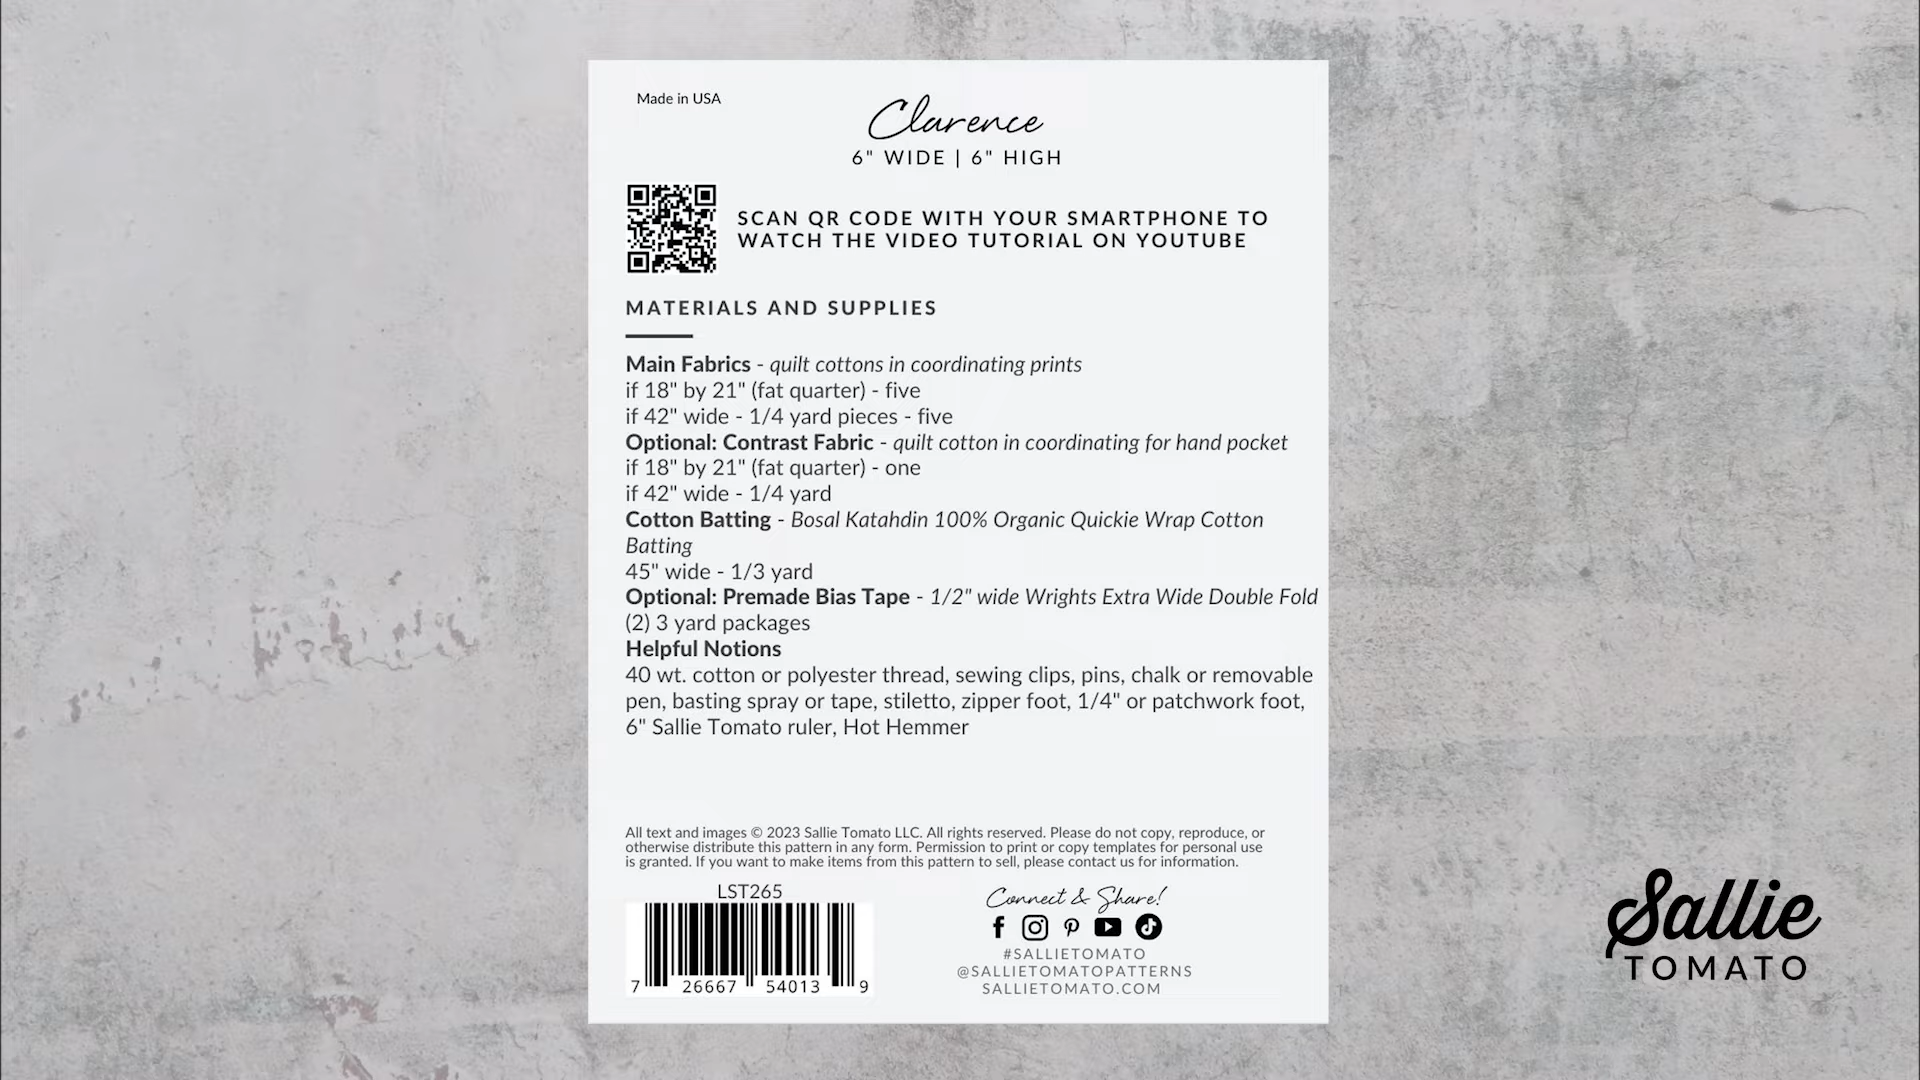 Made in USA
Clarence
6" WIDE | 6" HIGH
SCAN QR CODE WITH YOUR SMARTPHONE TO
WATCH THE VIDEO TUTORIAL ON YOUTUBE
MATERIALS AND SUPPLIES
Main Fabrics - quilt cottons in coordinating prints
if 18" by 21" (fat quarter) - five
if 42" wide - 1/4 yard pieces - five
Optional: Contrast Fabric - quilt cotton in coordinating for hand pocket
if 18" by 21" (fat quarter) - one
if 42" wide - 1/4 yard
Cotton Batting - Bosal Katahdin 100% Organic Quickie Wrap Cotton
Batting
45" wide - 1/3 yard
Optional: Premade Bias Tape - 1/2" wide Wrights Extra Wide Double Fold
(2) 3 yard packages
Helpful Notions
40 wt. cotton or polyester thread, sewing clips, pins, chalk or removable
pen, basting spray or tape, stiletto, zipper foot, 1/4" or patchwork foot,
6" Sallie Tomato ruler, Hot Hemmer
All text and images © 2023 Sallie Tomato LLC. All rights reserved. Please do not copy, reproduce, or
otherwise distribute this pattern in any form. Permission to print or copy templates for personal use
is granted. If you want to make items from this pattern to sell, please contact us for information.
LST265
7 26667 54013 9
Connect & Share!
#SALLIETOMATO
@SALLIETOMATOPATTERNS
SALLIETOMATO.COM
Sallie
TOMATO